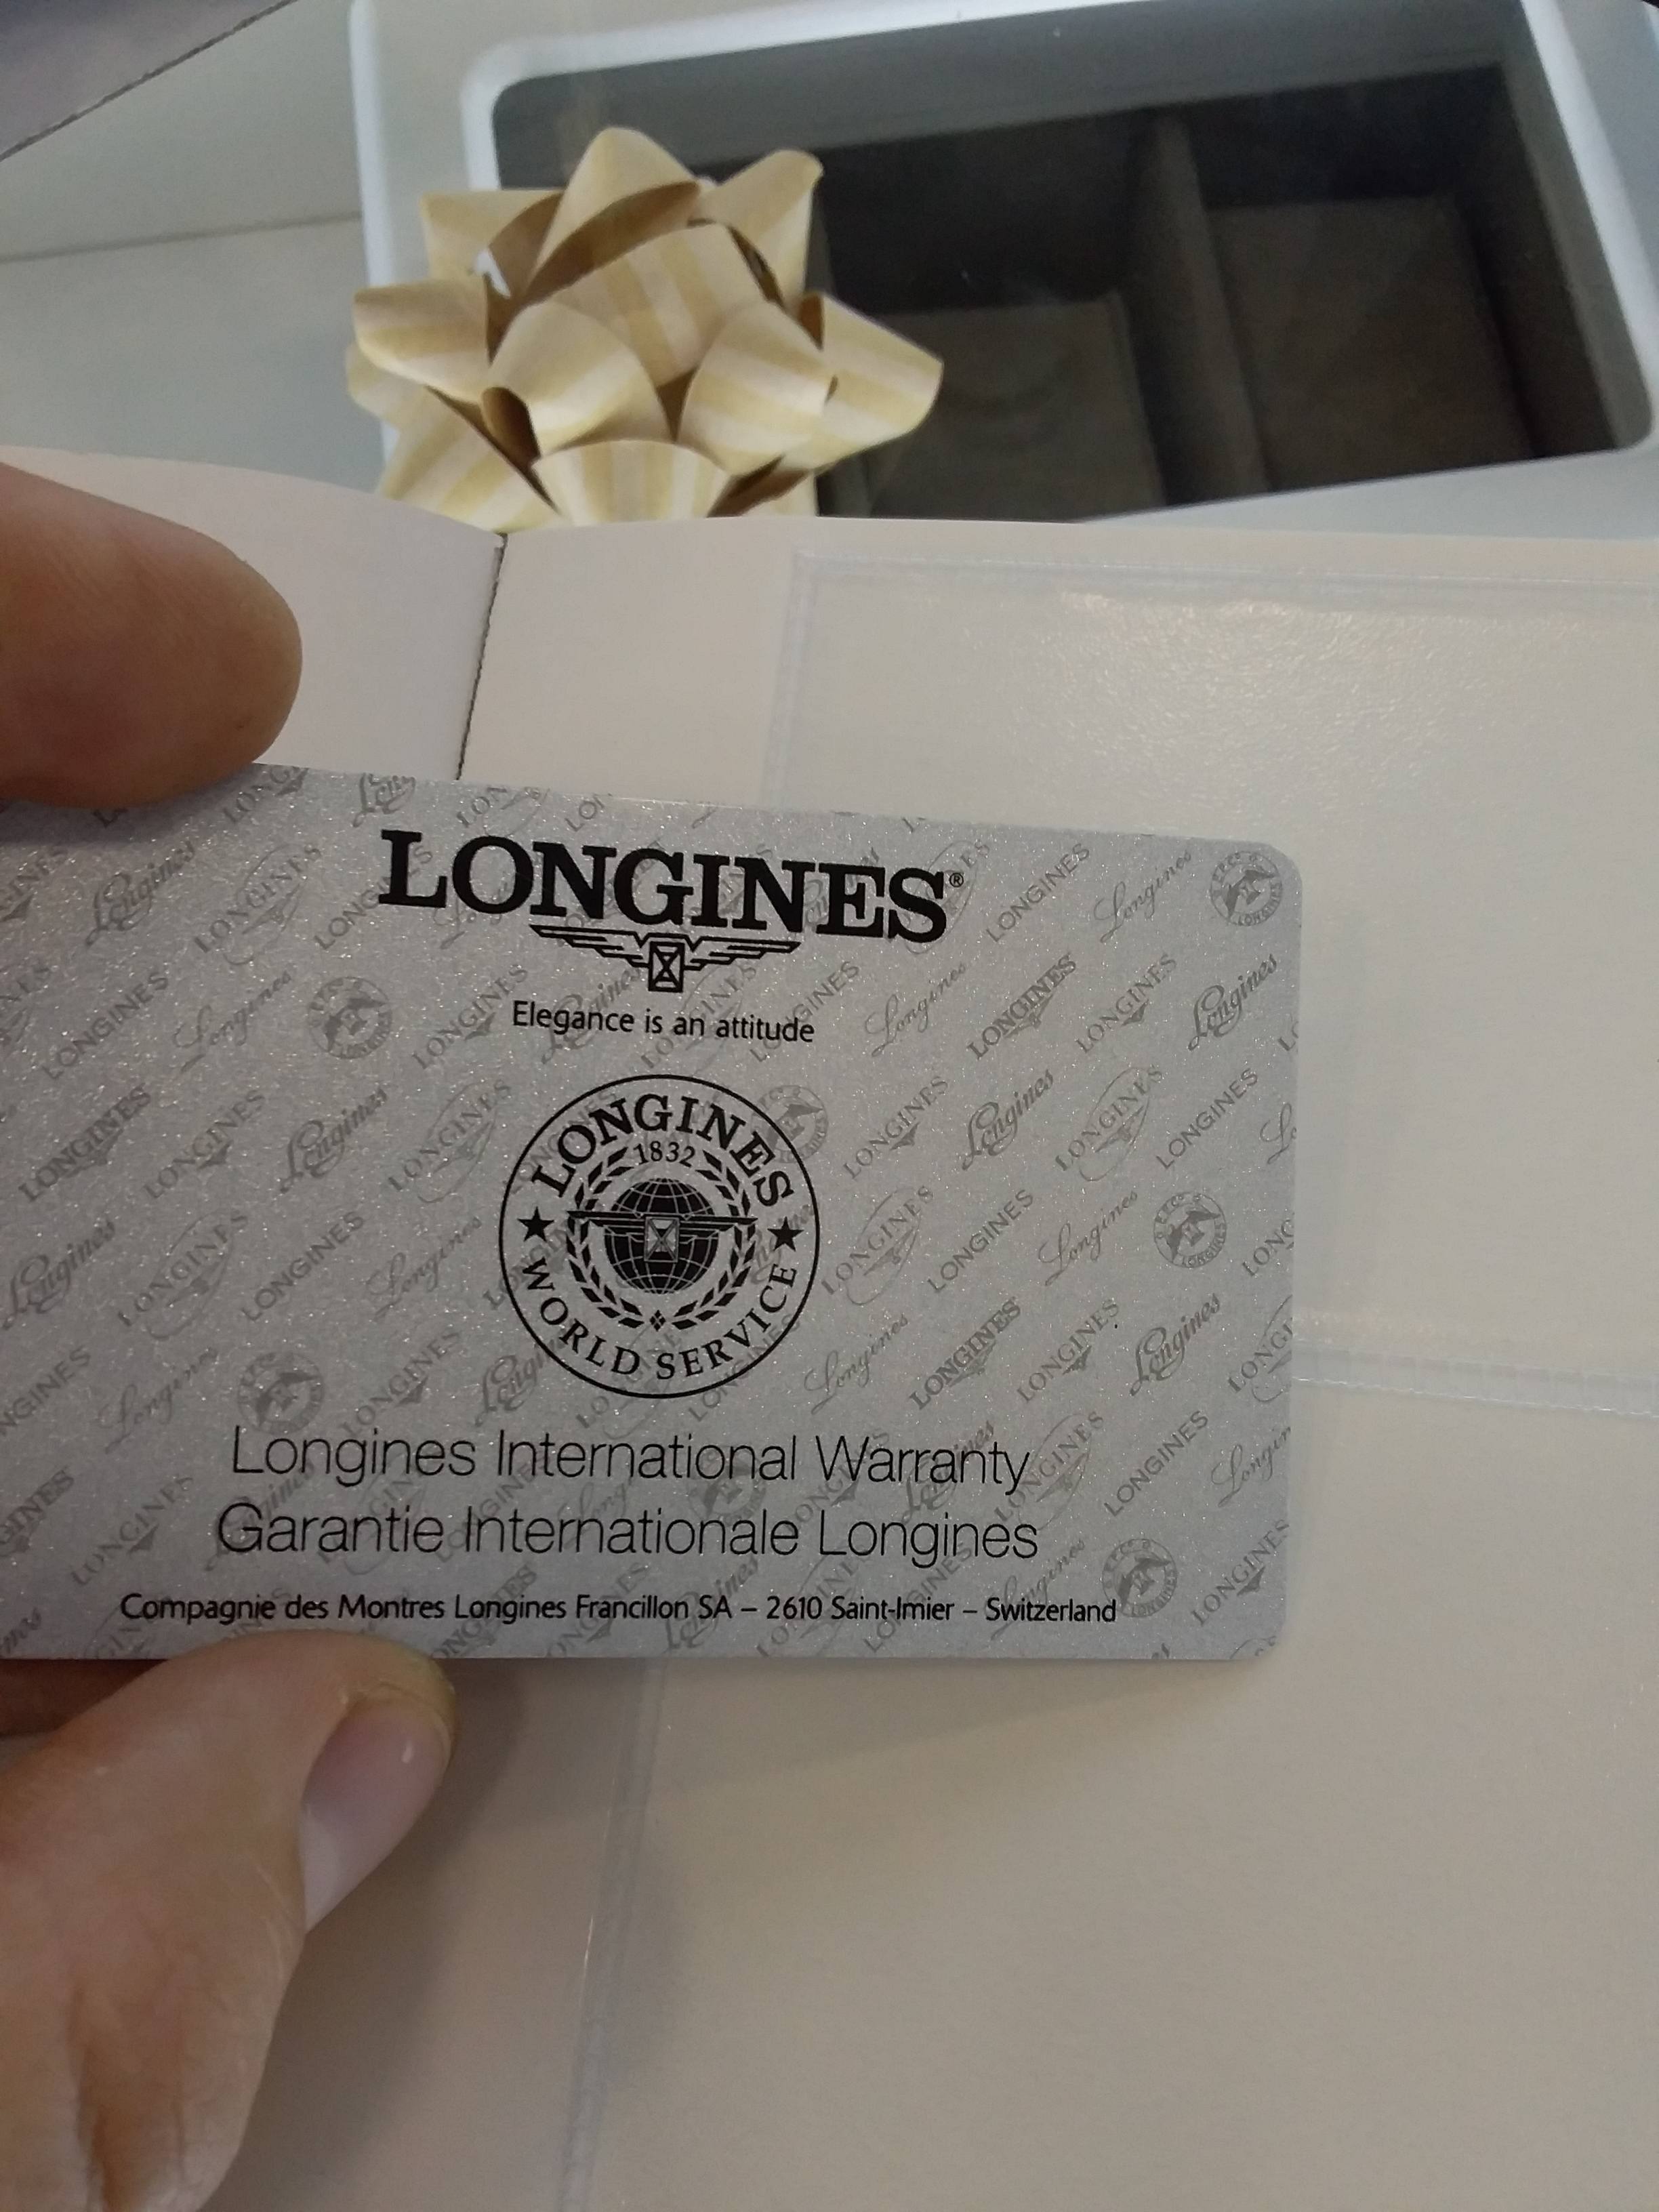 LONGINES®
Elegance is an attitude
LONGINES
1832
WORLD SERVICE
Longines International Warranty
Garantie Internationale Longines
Compagnie des Montres Longines Francillon SA – 2610 Saint-Imier – Switzerland